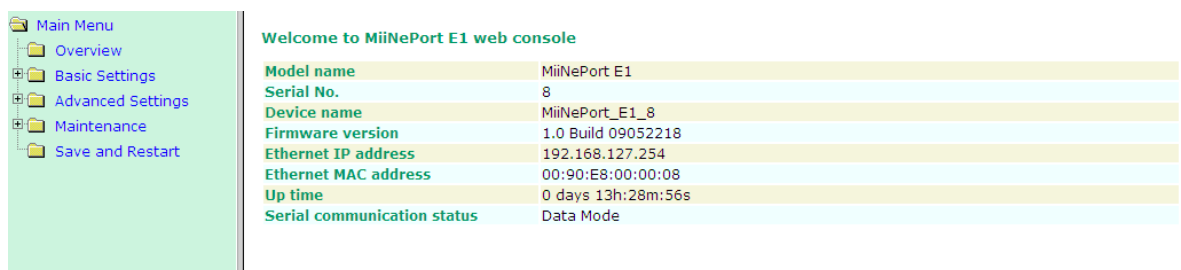 Main Menu
Overview
Basic Settings
Advanced Settings
Maintenance
Save and Restart
Welcome to MiiNePort E1 web console
Model name MiiNePort E1
Serial No. 8
Device name MiiNePort_E1_8
Firmware version 1.0 Build 09052218
Ethernet IP address 192.168.127.254
Ethernet MAC address 00:90:E8:00:00:08
Up time 0 days 13h:28m:56s
Serial communication status Data Mode